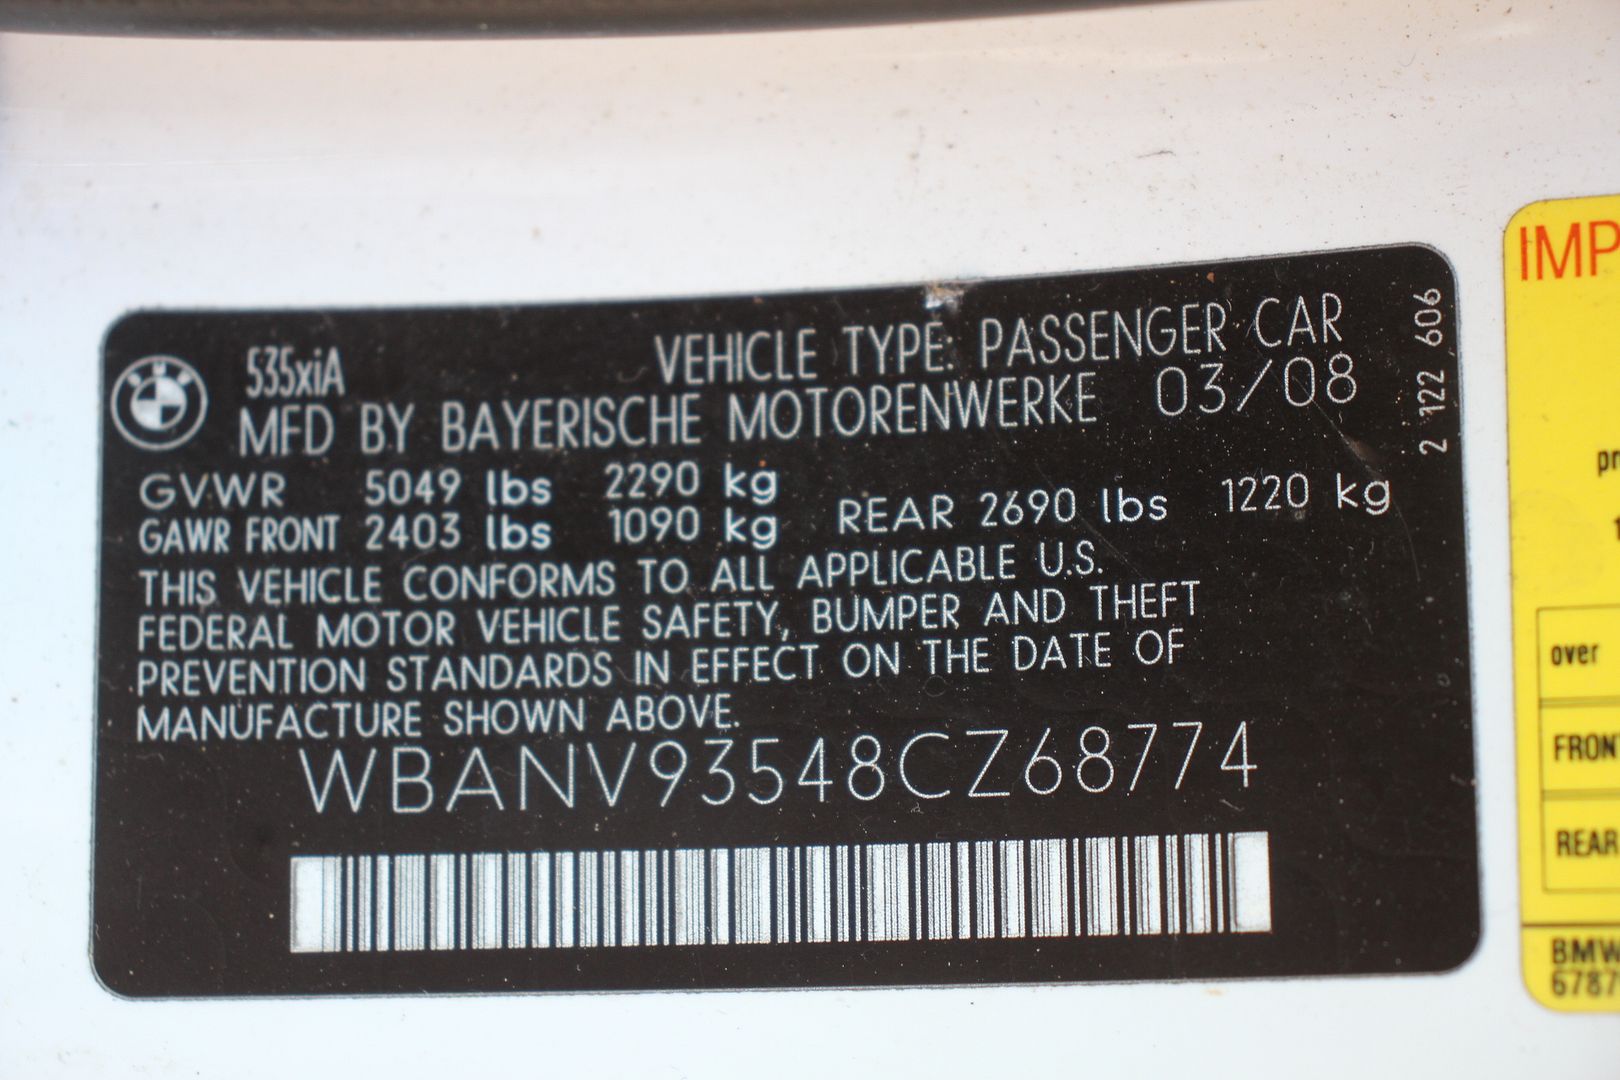 535xiA VEHICLE TYPE: PASSENGER CAR
MFD BY BAYERISCHE MOTORENWERKE 03/08
GVWR 5049 lbs 2290 kg
GAWR FRONT 2403 lbs 1090 kg REAR 2690 lbs 1220 kg
THIS VEHICLE CONFORMS TO ALL APPLICABLE U.S.
FEDERAL MOTOR VEHICLE SAFETY, BUMPER AND THEFT
PREVENTION STANDARDS IN EFFECT ON THE DATE OF
MANUFACTURE SHOWN ABOVE.
WBANV93548CZ68774
2 122 606
IMP
pr
over
FRON
REAR
BMW
6787